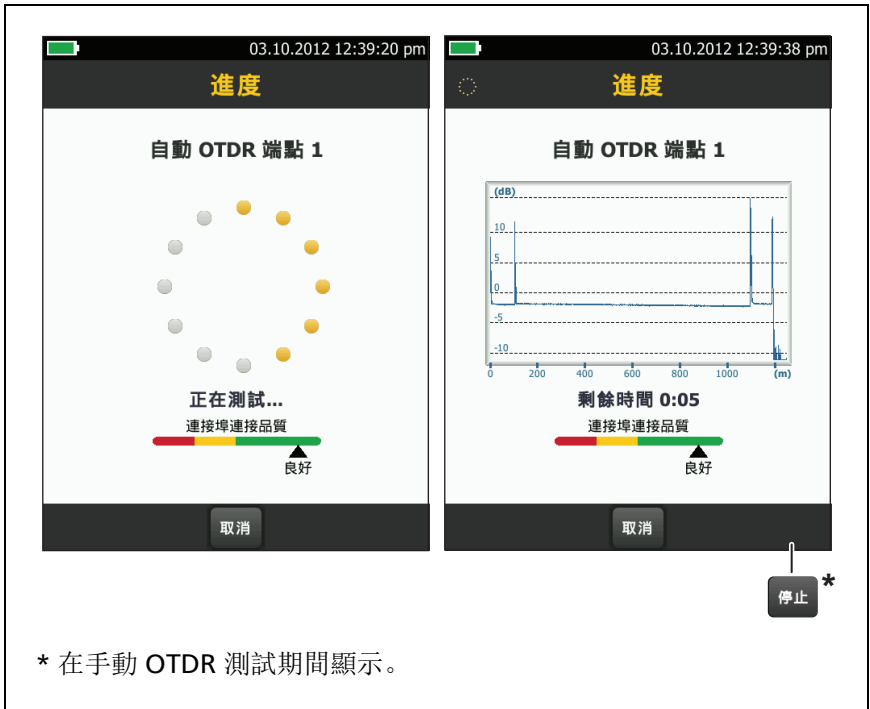 03.10.2012 12:39:20 pm
進度
自動 OTDR 端點 1
正在測試...
連接埠連接品質
良好
取消
03.10.2012 12:39:38 pm
進度
自動 OTDR 端點 1
(dB)
10
5
0
-5
-10
0 200 400 600 800 1000 (m)
剩餘時間 0:05
連接埠連接品質
良好
取消
停止 *
* 在手動 OTDR 測試期間顯示。